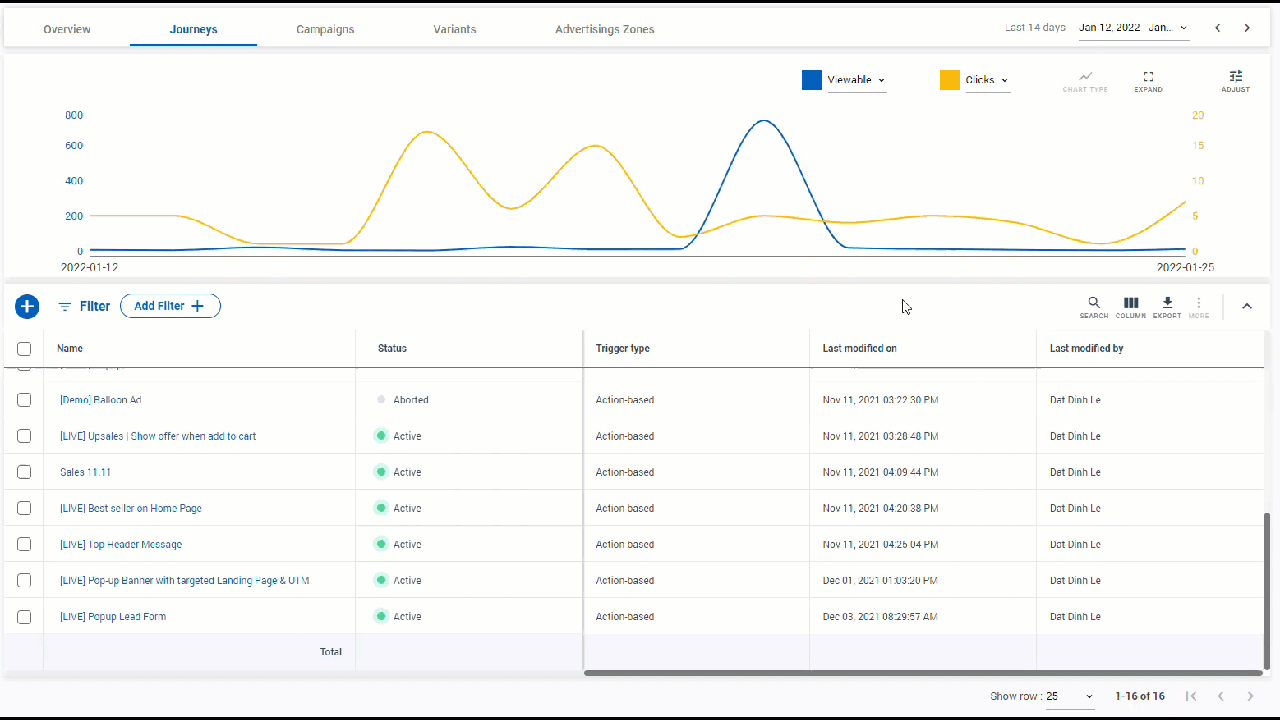 Overview Journeys Campaigns Variants Advertisings Zones Last 14 days Jan 12, 2022 - Jan...
Viewable Clicks CHART TYPE EXPAND ADJUST
800 20
600 15
400 10
200 5
0 0
2022-01-12 2022-01-25
Filter Add Filter SEARCH COLUMN EXPORT MORE
Name Status Trigger type Last modified on Last modified by
[Demo] Balloon Ad Aborted Action-based Nov 11, 2021 03:22:30 PM Dat Dinh Le
[LIVE] Upsales | Show offer when add to cart Active Action-based Nov 11, 2021 03:28:48 PM Dat Dinh Le
Sales 11.11 Active Action-based Nov 11, 2021 04:09:44 PM Dat Dinh Le
[LIVE] Best seller on Home Page Active Action-based Nov 11, 2021 04:20:38 PM Dat Dinh Le
[LIVE] Top Header Message Active Action-based Nov 11, 2021 04:25:04 PM Dat Dinh Le
[LIVE] Pop-up Banner with targeted Landing Page & UTM Active Action-based Dec 01, 2021 01:03:20 PM Dat Dinh Le
[LIVE] Popup Lead Form Active Action-based Dec 03, 2021 08:29:57 AM Dat Dinh Le
Total
Show row : 25 1-16 of 16